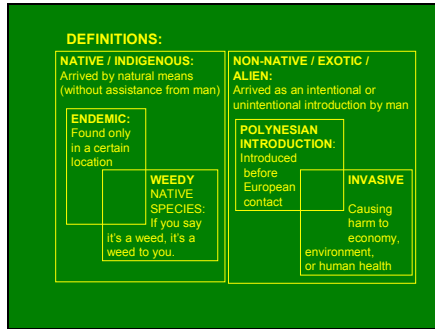 DEFINITIONS:
NATIVE / INDIGENOUS:
Arrived by natural means
(without assistance from man)
ENDEMIC:
Found only
in a certain
location
WEEDY
NATIVE
SPECIES:
If you say
it's a weed, it's a
weed to you.
NON-NATIVE / EXOTIC /
ALIEN:
Arrived as an intentional or
unintentional introduction by man
POLYNESIAN
INTRODUCTION:
Introduced
before
European
contact
INVASIVE
Causing
harm to
economy,
environment,
or human health